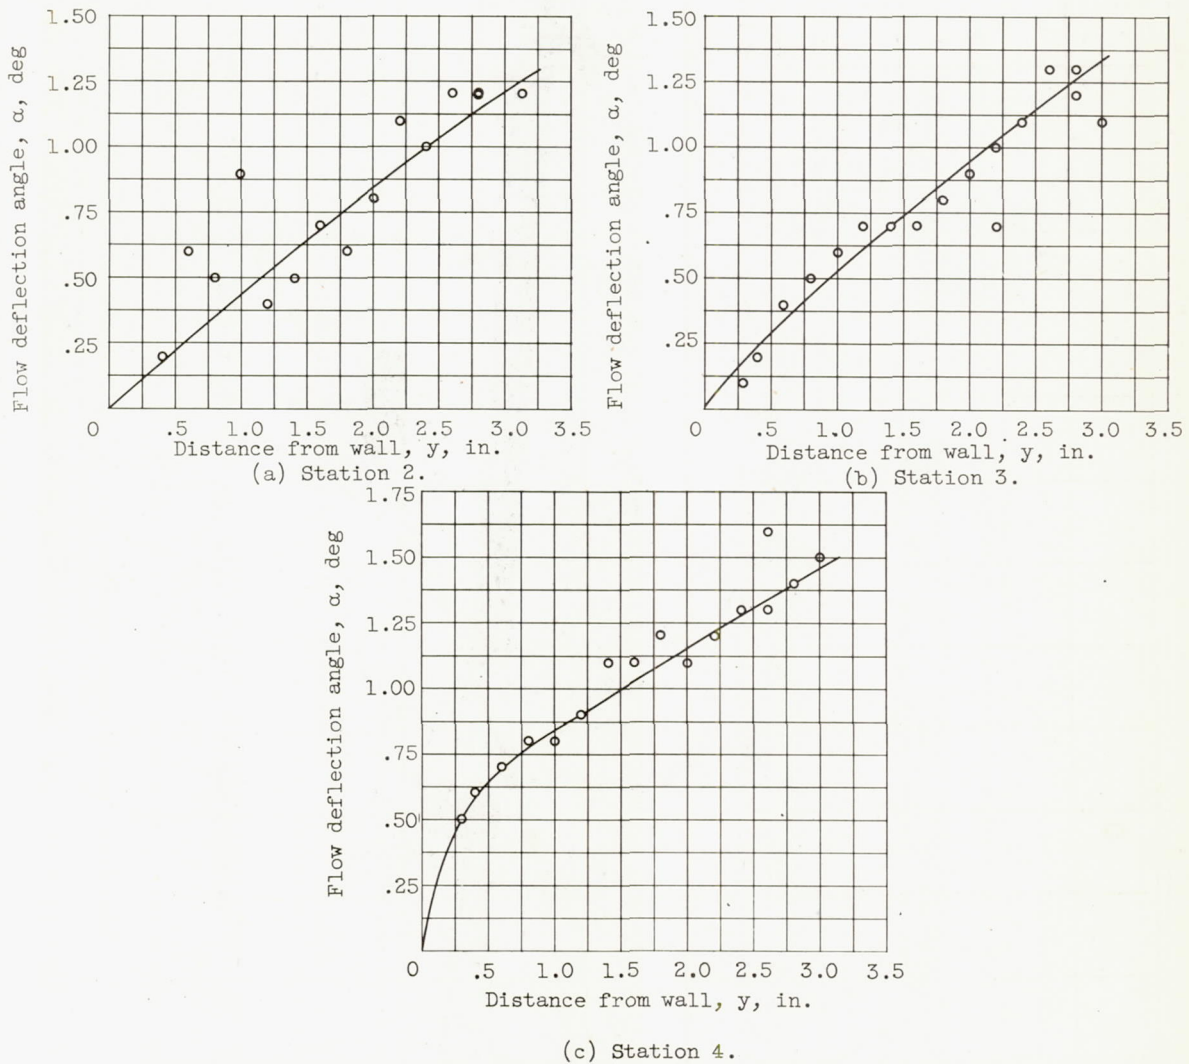 Flow deflection angle, α, deg
1.50
1.25
1.00
.75
.50
.25
0 .5 1.0 1.5 2.0 2.5 3.0 3.5
Distance from wall, y, in.
(a) Station 2.
Flow deflection angle, α, deg
1.50
1.25
1.00
.75
.50
.25
0 .5 1.0 1.5 2.0 2.5 3.0 3.5
Distance from wall, y, in.
(b) Station 3.
Flow deflection angle, α, deg
1.75
1.50
1.25
1.00
.75
.50
.25
0 .5 1.0 1.5 2.0 2.5 3.0 3.5
Distance from wall, y, in.
(c) Station 4.